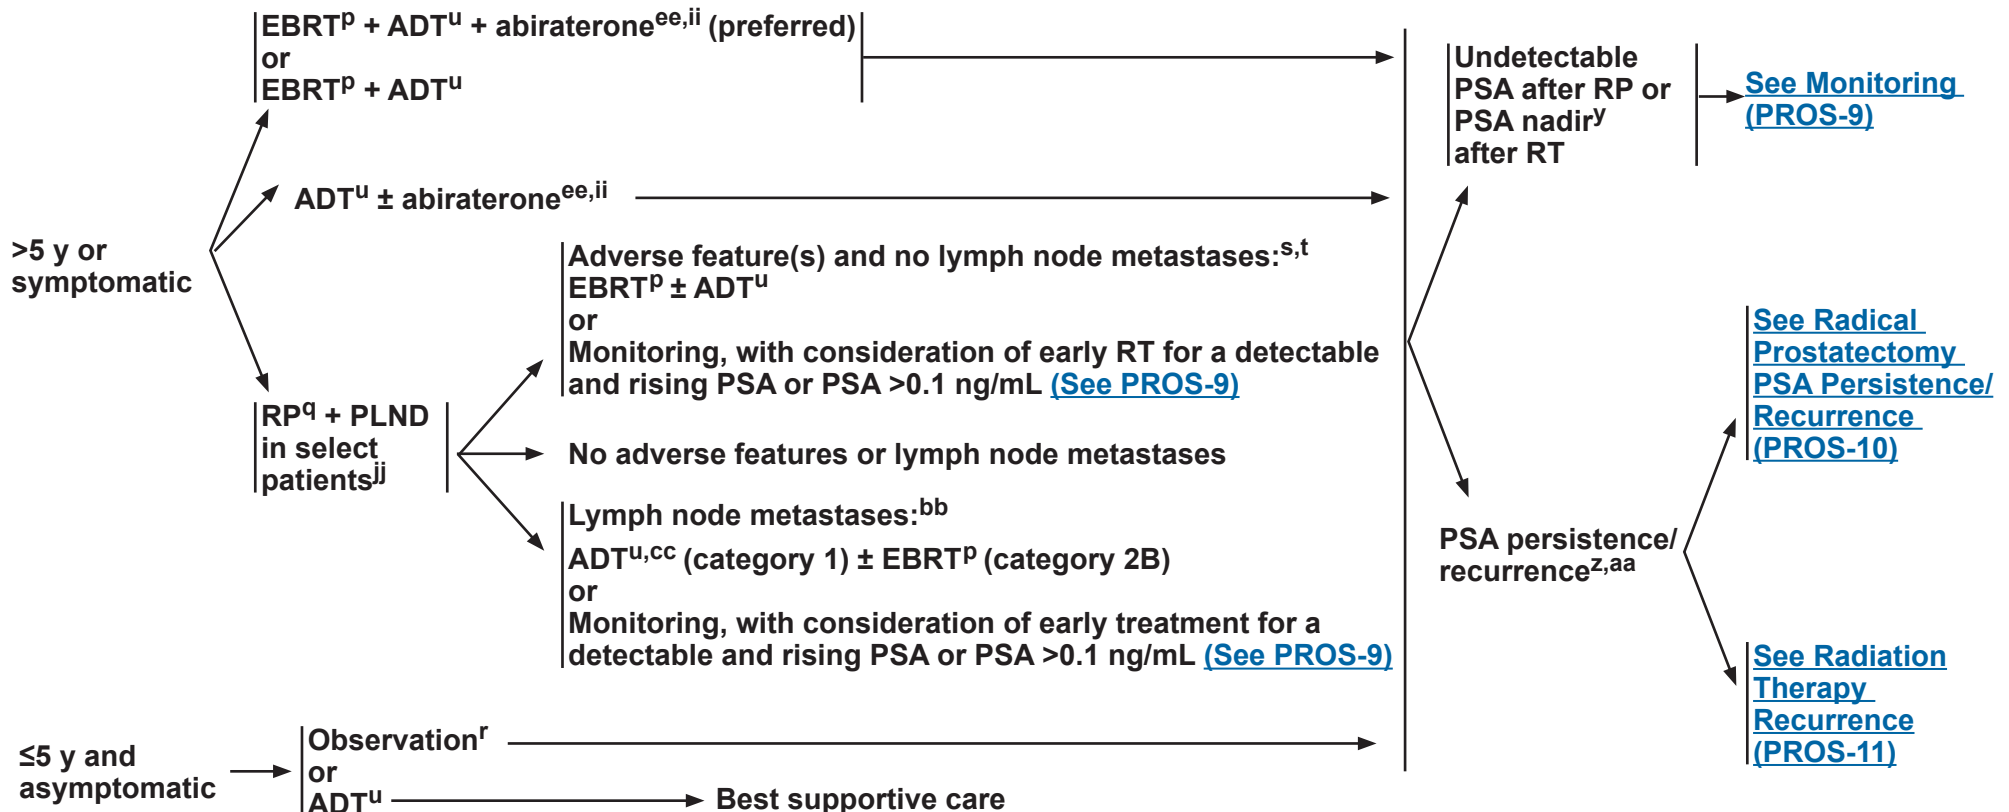 EBRTp + ADTu + abirateroneee,ii (preferred)
or
EBRTp + ADTu
ADTu ± abirateroneee,ii
>5 y or
symptomatic
Adverse feature(s) and no lymph node metastases:s,t
EBRTp ± ADTu
or
Monitoring, with consideration of early RT for a detectable
and rising PSA or PSA >0.1 ng/mL (See PROS-9)
RPq + PLND
in select
patientsjj
No adverse features or lymph node metastases
Lymph node metastases:bb
ADTu,cc (category 1) ± EBRTp (category 2B)
or
Monitoring, with consideration of early treatment for a
detectable and rising PSA or PSA >0.1 ng/mL (See PROS-9)
≤5 y and
asymptomatic
Observationr
or
ADTu
Best supportive care
Undetectable
PSA after RP or
PSA nadiry
after RT
See Monitoring
(PROS-9)
PSA persistence/
recurrencez,aa
See Radical
Prostatectomy
PSA Persistence/
Recurrence
(PROS-10)
See Radiation
Therapy
Recurrence
(PROS-11)